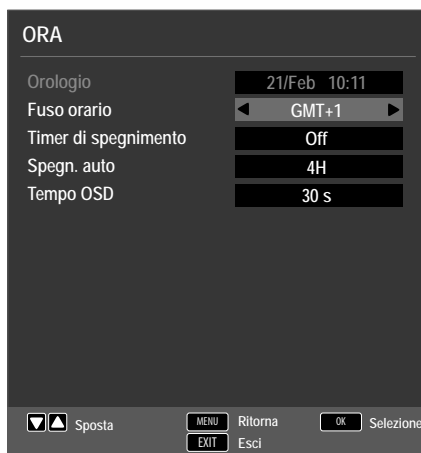 ORA
Orologio 21/Feb 10:11
Fuso orario GMT+1
Timer di spegnimento Off
Spegn. auto 4H
Tempo OSD 30 s
Sposta MENU Ritorna OK Selezione
EXIT Esci